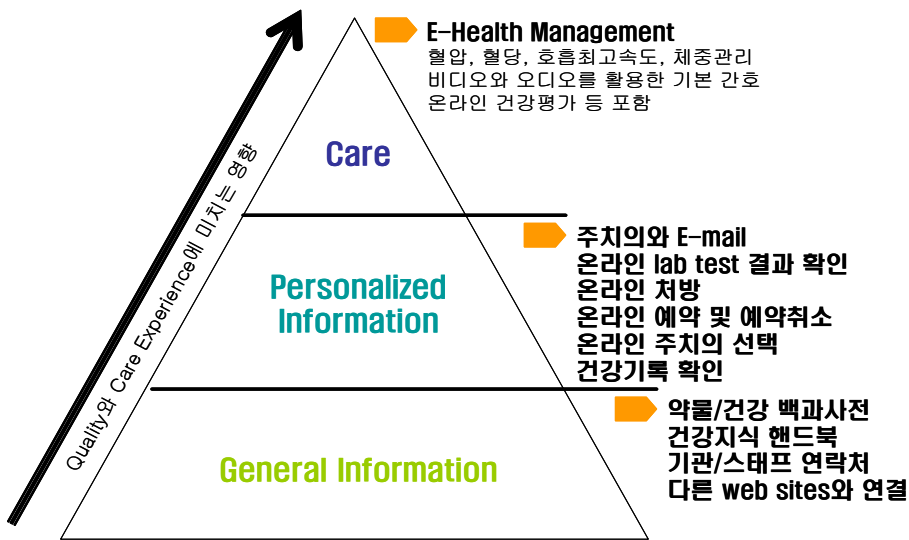 E-Health Management
혈압, 혈당, 호흡최고속도, 체중관리
비디오와 오디오를 활용한 기본 간호
온라인 건강평가 등 포함
Care
Quality와 Care Experience에 미치는 영향
주치의와 E-mail
온라인 lab test 결과 확인
온라인 처방
온라인 예약 및 예약취소
온라인 주치의 선택
건강기록 확인
Personalized
Information
약물/건강 백과사전
건강지식 핸드북
기관/스태프 연락처
다른 web sites와 연결
General Information